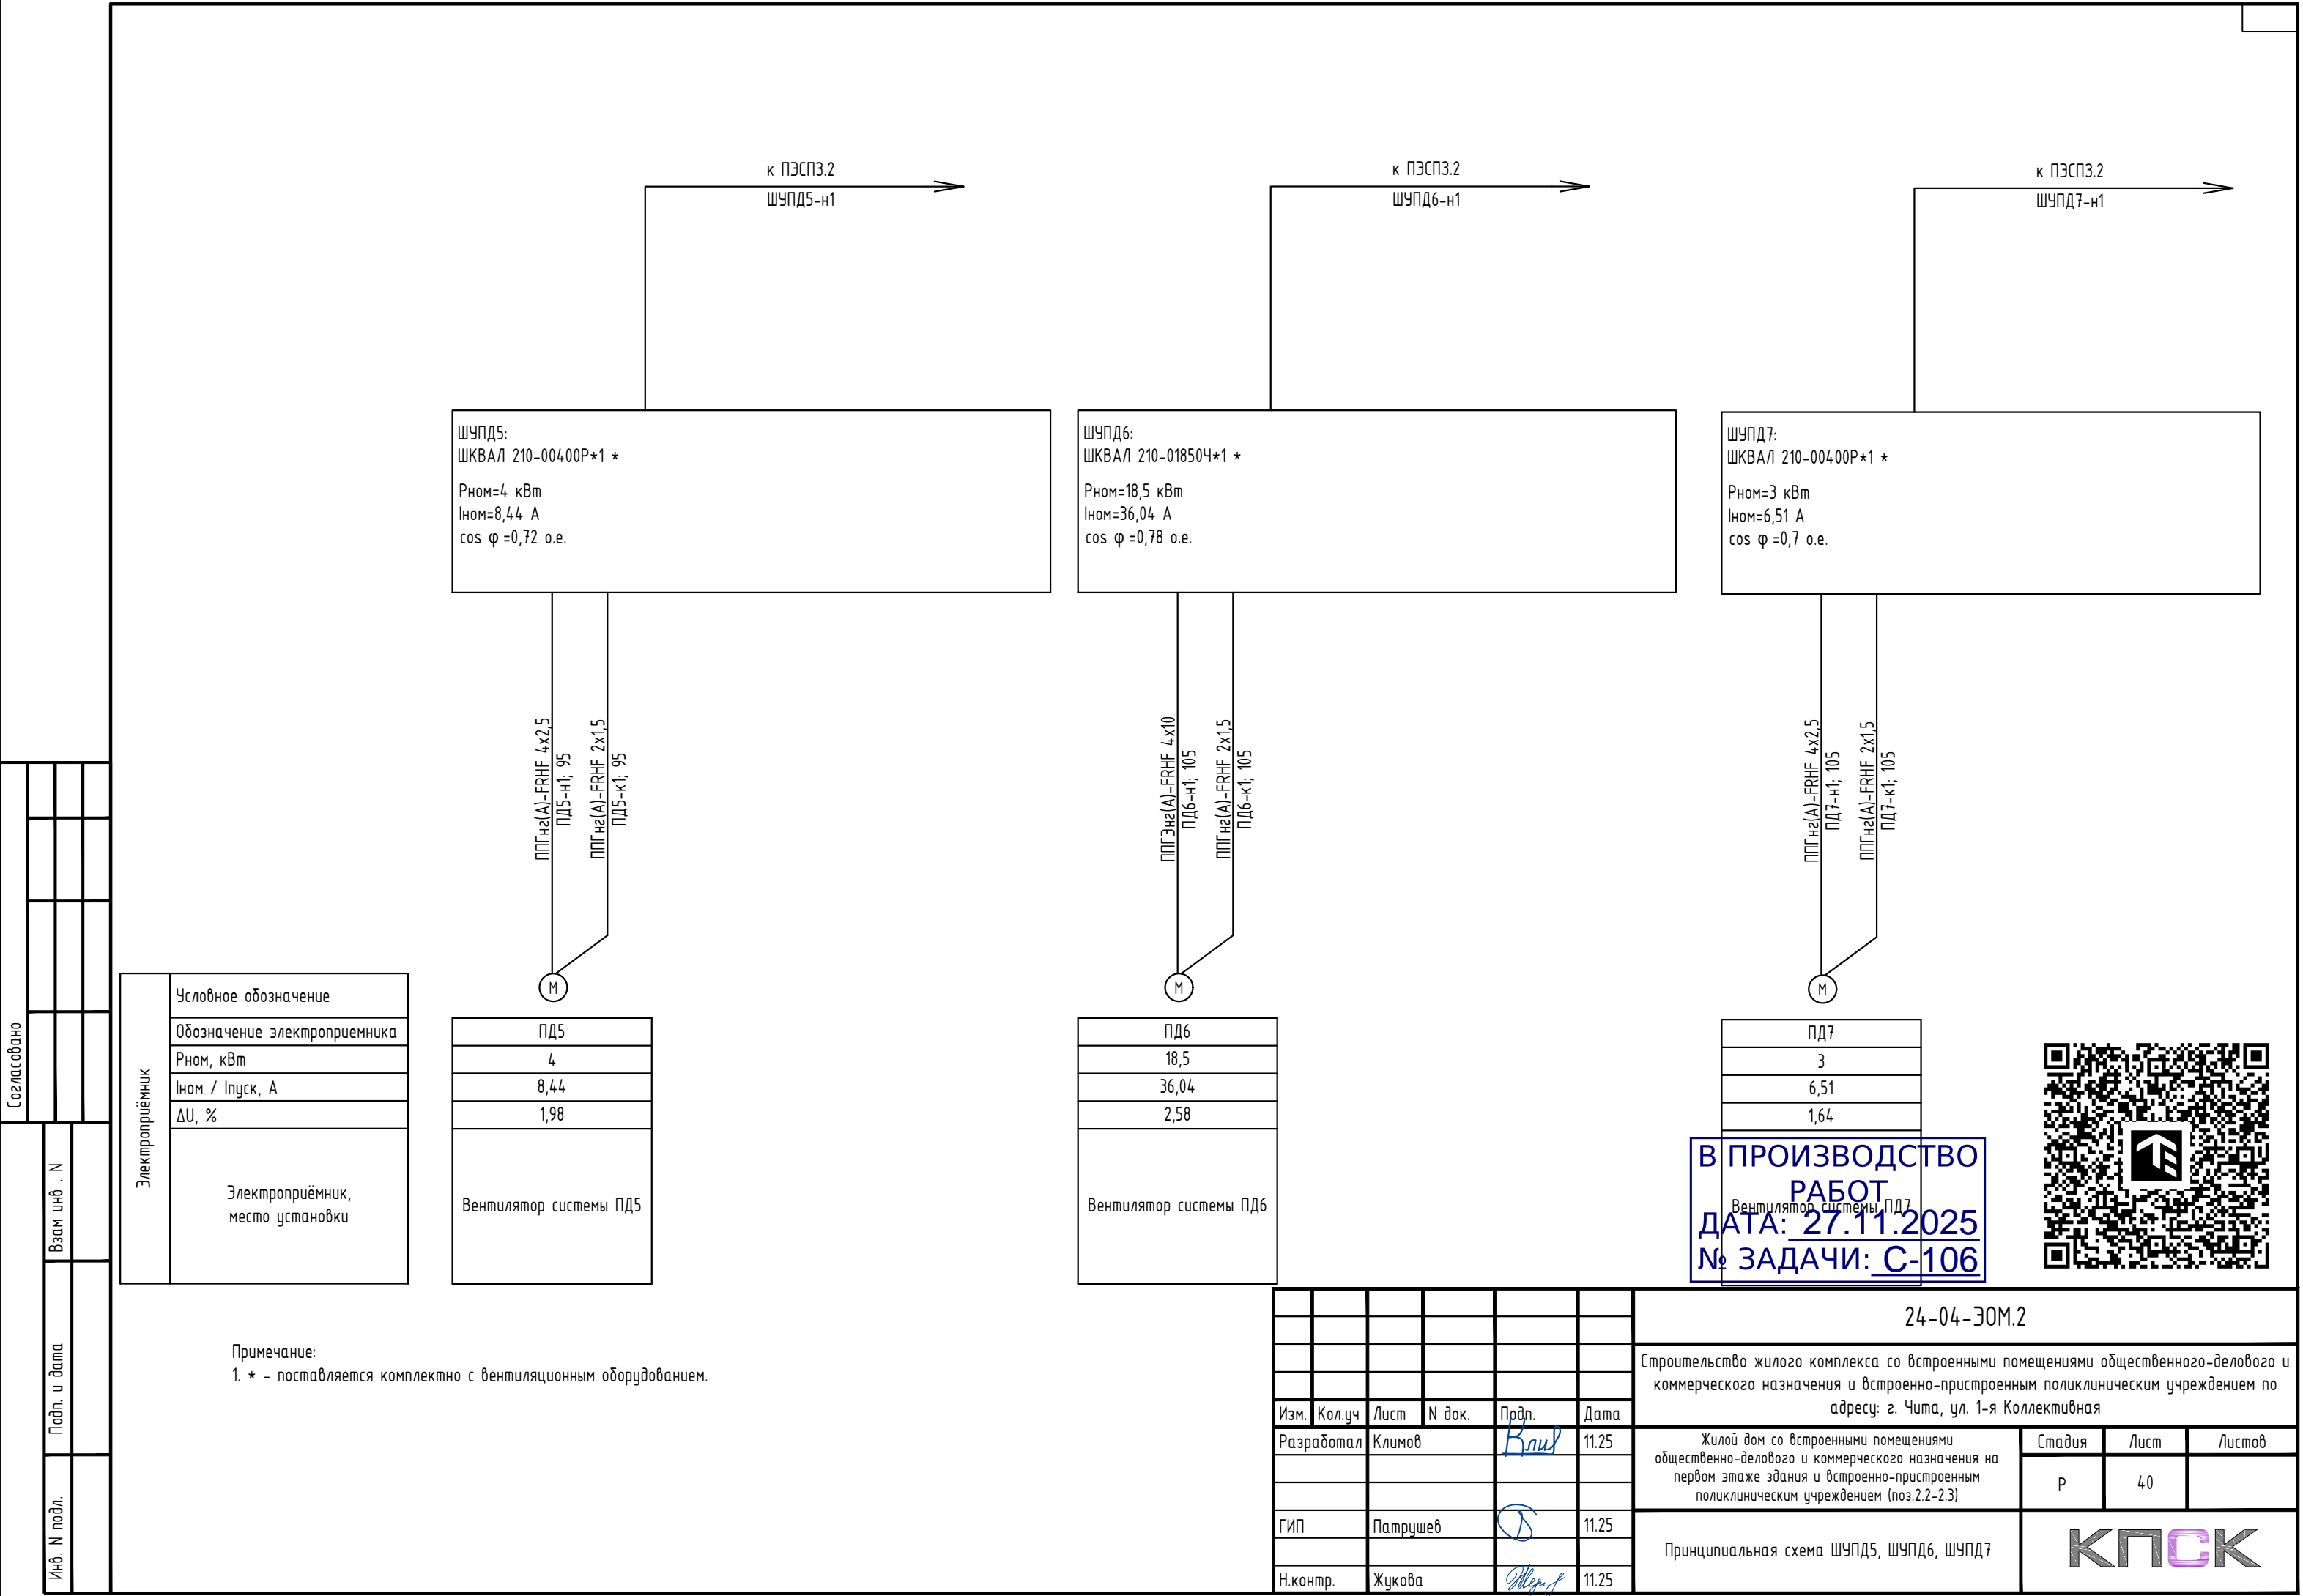 к ПЭСПЗ.2
ШУПД5-н1
к ПЭСПЗ.2
ШУПД6-н1
к ПЭСПЗ.2
ШУПД7-н1
ШУПД5:
ШКВАЛ 210-00400Р*1 *
Рном=4 кВт
Iном=8,44 А
cos φ =0,72 о.е.
ШУПД6:
ШКВАЛ 210-01850Ч*1 *
Рном=18,5 кВт
Iном=36,04 А
cos φ =0,78 о.е.
ШУПД7:
ШКВАЛ 210-00400Р*1 *
Рном=3 кВт
Iном=6,51 А
cos φ =0,7 о.е.
ППГнг(А)-FRHF 4х2,5
ПД5-н1; 95
ППГнг(А)-FRHF 2х1,5
ПД5-к1; 95
ППГЭнг(А)-FRHF 4х10
ПД6-н1; 105
ППГнг(А)-FRHF 2х1,5
ПД6-к1; 105
ППГнг(А)-FRHF 4х2,5
ПД7-н1; 105
ППГнг(А)-FRHF 2х1,5
ПД7-к1; 105
М
М
М
Электроприёмник
Условное обозначение
Обозначение электроприемника
Рном, кВт
Iном / Iпуск, А
ΔU, %
Электроприёмник,
место установки
ПД5
4
8,44
1,98
Вентилятор системы ПД5
ПД6
18,5
36,04
2,58
Вентилятор системы ПД6
ПД7
3
6,51
1,64
Вентилятор системы ПД7
В ПРОИЗВОДСТВО
РАБОТ
ДАТА: 27.11.2025
№ ЗАДАЧИ: С-106
Примечание:
1. * - поставляется комплектно с вентиляционным оборудованием.
Согласовано
Взам инв . N
Подп. и дата
Инв. N подл.
24-04-ЭОМ.2
Строительство жилого комплекса со встроенными помещениями общественного-делового и
коммерческого назначения и встроенно-пристроенным поликлиническим учреждением по
адресу: г. Чита, ул. 1-я Коллективная
Изм. Кол.уч Лист N док. Подп. Дата
Разработал Климов 11.25
ГИП Патрушев 11.25
Н.контр. Жукова 11.25
Жилой дом со встроенными помещениями
общественно-делового и коммерческого назначения на
первом этаже здания и встроенно-пристроенным
поликлиническим учреждением (поз.2.2-2.3)
Стадия Лист Листов
Р 40
Принципиальная схема ШУПД5, ШУПД6, ШУПД7
КПСК